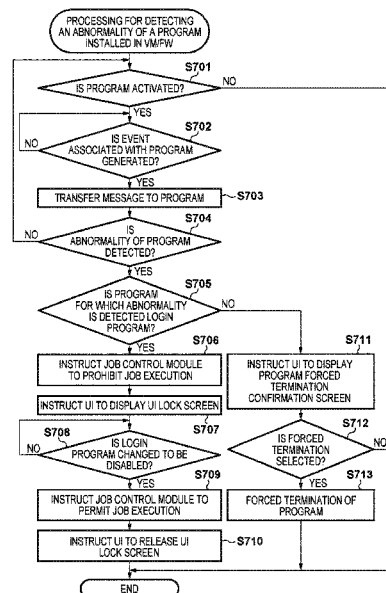 PROCESSING FOR DETECTING
AN ABNORMALITY OF A PROGRAM
INSTALLED IN VM/FW
S701
IS PROGRAM ACTIVATED?
NO
YES
S702
IS EVENT
ASSOCIATED WITH PROGRAM
GENERATED?
NO
YES
TRANSFER MESSAGE TO PROGRAM
S703
S704
IS
ABNORMALITY OF PROGRAM
DETECTED?
NO
YES
S705
IS PROGRAM
FOR WHICH ABNORMALITY
IS DETECTED LOGIN
PROGRAM?
NO
YES
S706
INSTRUCT JOB CONTROL MODULE
TO PROHIBIT JOB EXECUTION
INSTRUCT UI TO DISPLAY UI LOCK SCREEN
S707
S708
IS LOGIN
PROGRAM CHANGED TO BE
DISABLED?
NO
YES
S709
INSTRUCT JOB CONTROL MODULE TO
PERMIT JOB EXECUTION
INSTRUCT UI TO RELEASE UI
LOCK SCREEN
S710
S711
INSTRUCT UI TO DISPLAY
PROGRAM FORCED
TERMINATION
CONFIRMATION SCREEN
S712
IS FORCED
TERMINATION
SELECTED?
NO
YES
S713
FORCED TERMINATION OF
PROGRAM
END